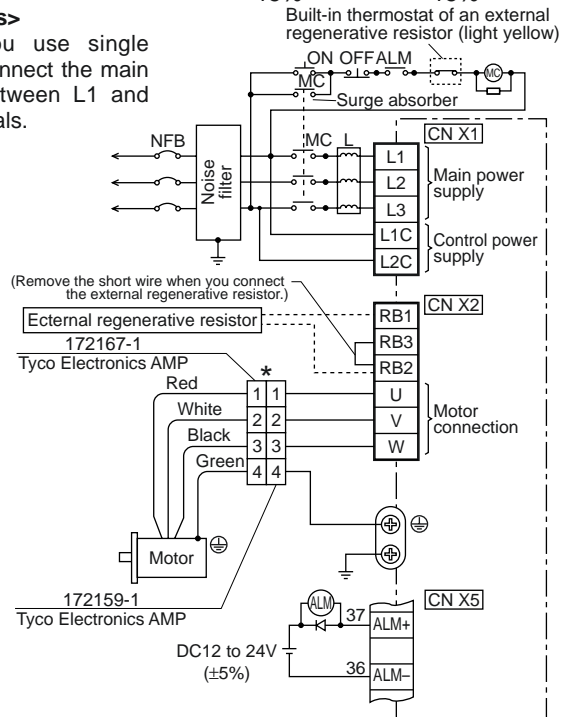 s>
ou use single
nnect the main
tween L1 and
als.
Built-in thermostat of an external
regenerative resistor (light yellow)
ON OFF ALM
MC
MC
Surge absorber
NFB
Noise
filter
MC
L
CN X1
L1
L2
L3
L1C
L2C
Main power
supply
Control power
supply
(Remove the short wire when you connect
the external regenerative resistor.)
Ecternal regenerative resistor
CN X2
RB1
RB3
RB2
U
V
W
Motor
connection
172167-1
Tyco Electronics AMP
*
Red
White
Black
Green
1 1
2 2
3 3
4 4
Motor
172159-1
Tyco Electronics AMP
ALM
DC12 to 24V
(±5%)
37
36
CN X5
ALM+
ALM–